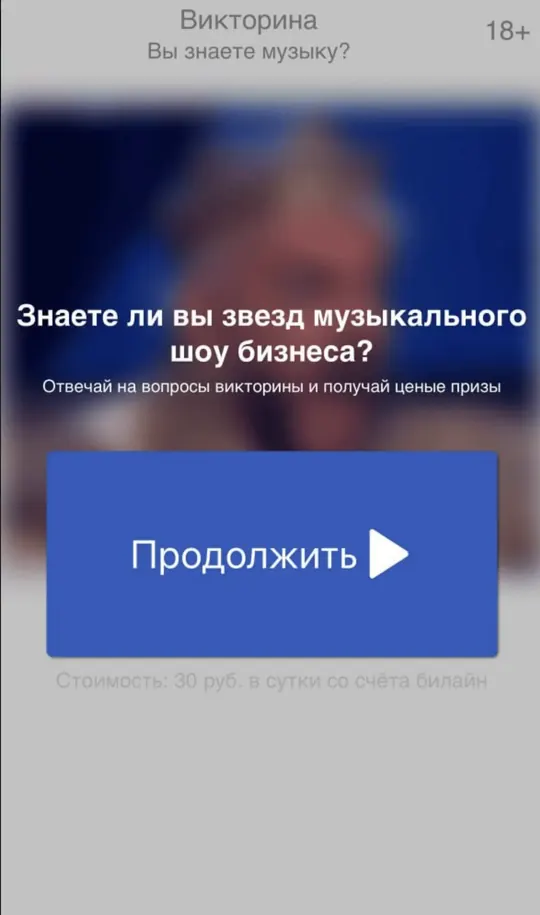 Викторина
18+
Вы знаете музыку?
Знаете ли вы звезд музыкального
шоу бизнеса?
Отвечай на вопросы викторины и получай ценые призы
Продолжить
Стоимость: 30 руб. в сутки со счёта билайн